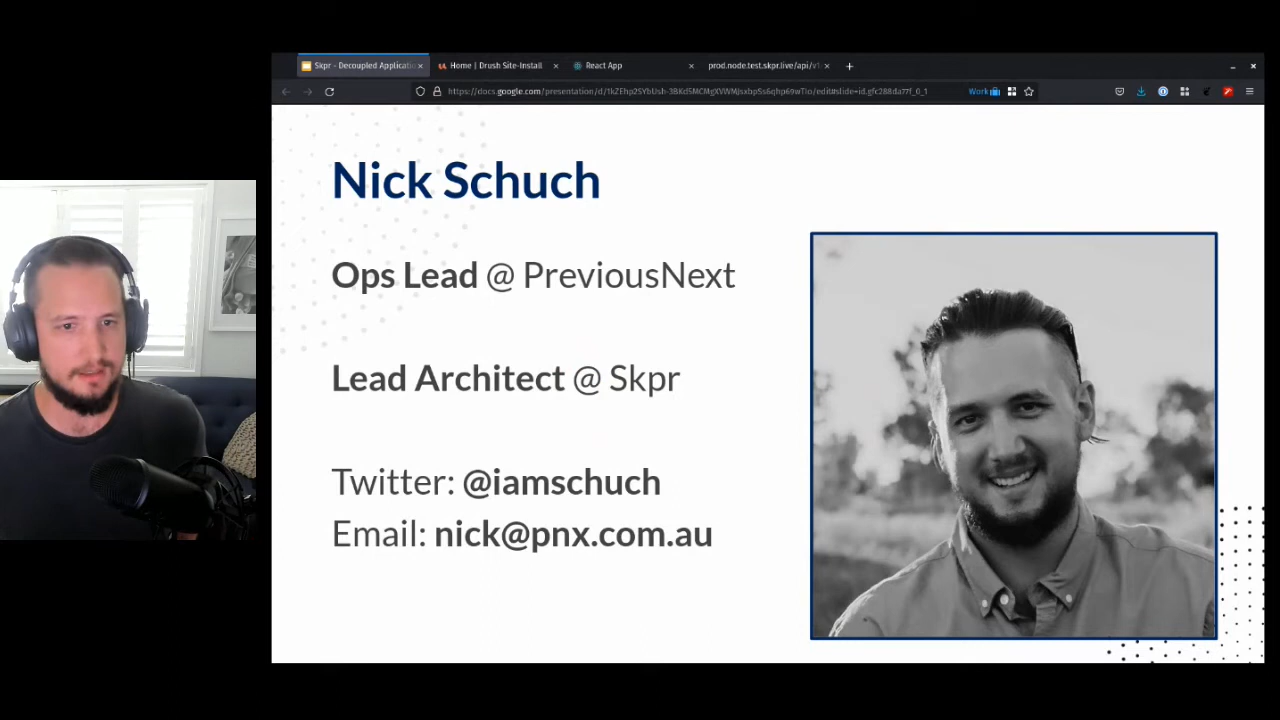 Skpr - Decoupled Applicatio
Home | Drush Site-Install
React App
prod.node.test.skpr.live/api/v1
Work
Nick Schuch
Ops Lead @ PreviousNext
Lead Architect @ Skpr
Twitter: @iamschuch
Email: nick@pnx.com.au